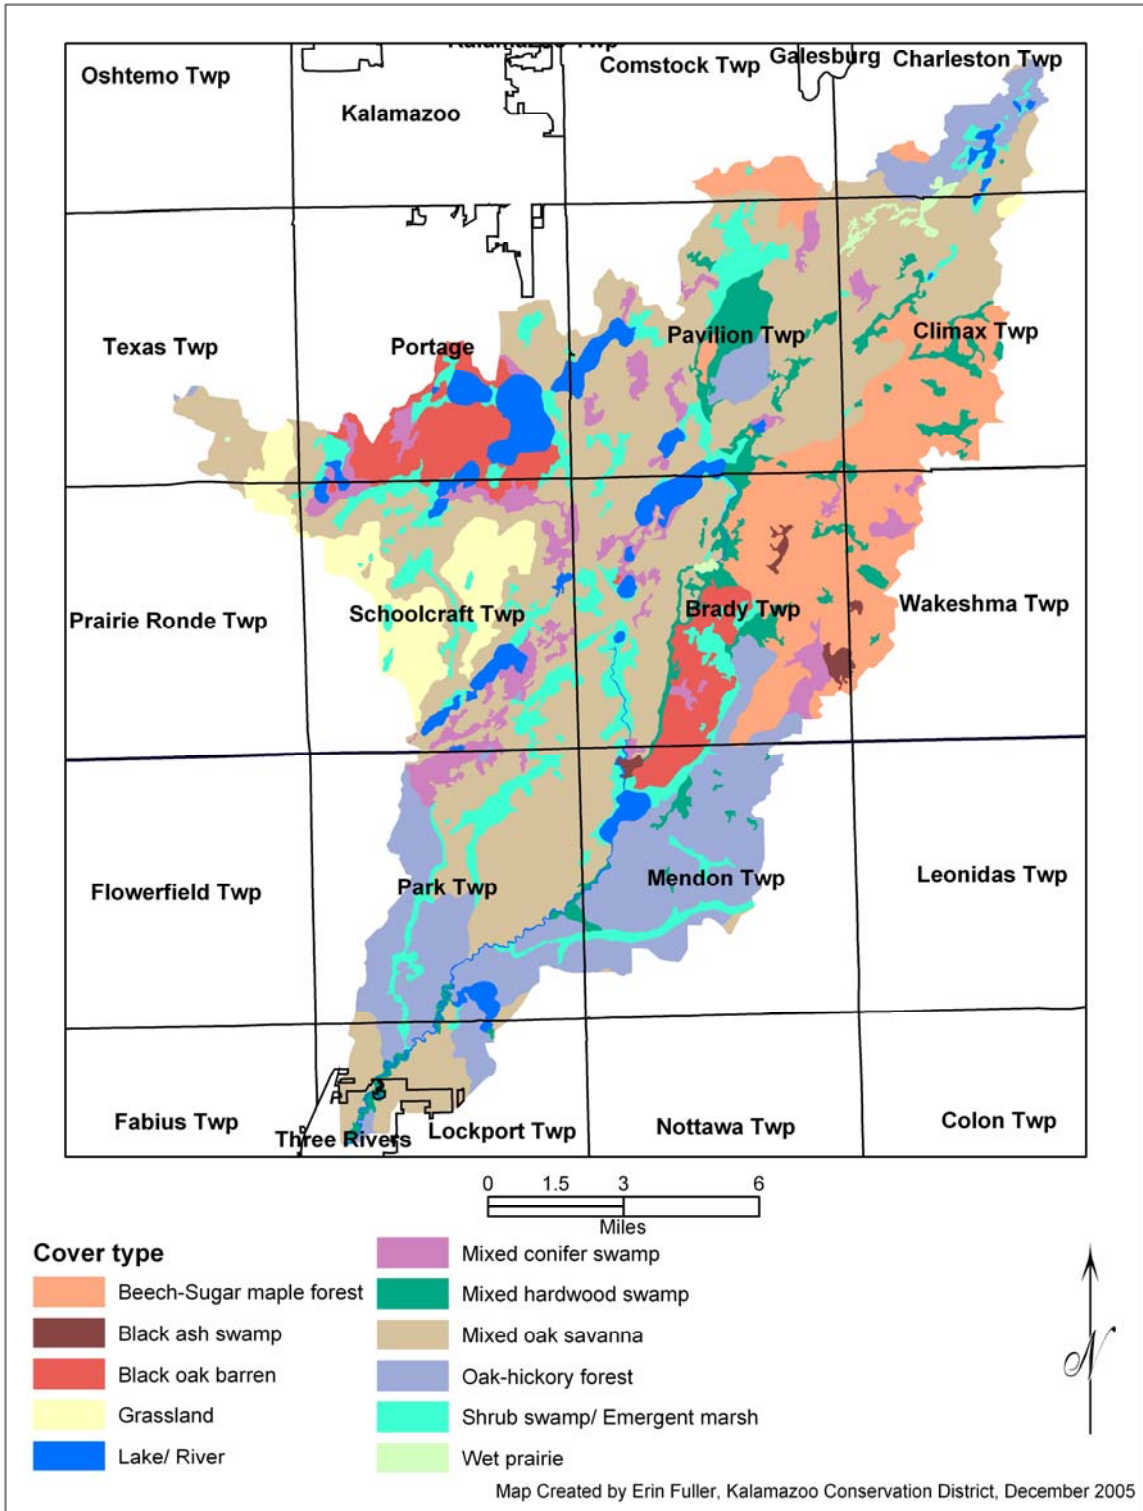 Kalamazoo Twp
Oshtemo Twp
Comstock Twp
Galesburg
Charleston Twp
Kalamazoo
Texas Twp
Portage
Pavilion Twp
Climax Twp
Prairie Ronde Twp
Schoolcraft Twp
Brady Twp
Wakeshma Twp
Flowerfield Twp
Park Twp
Mendon Twp
Leonidas Twp
Fabius Twp
Three Rivers
Lockport Twp
Nottawa Twp
Colon Twp
0 1.5 3 6
Miles
Cover type
Beech-Sugar maple forest
Black ash swamp
Black oak barren
Grassland
Lake/ River
Mixed conifer swamp
Mixed hardwood swamp
Mixed oak savanna
Oak-hickory forest
Shrub swamp/ Emergent marsh
Wet prairie
N
Map Created by Erin Fuller, Kalamazoo Conservation District, December 2005